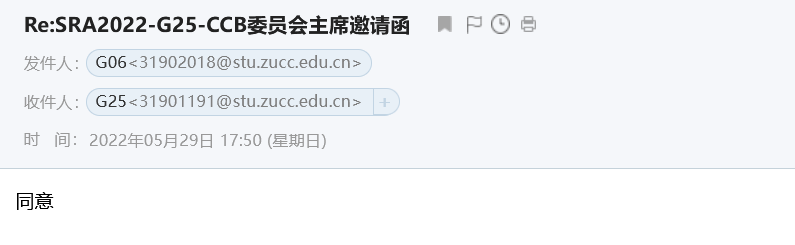 Re:SRA2022-G25-CCB委员会主席邀请函
发件人：G06<31902018@stu.zucc.edu.cn>
收件人：G25<31901191@stu.zucc.edu.cn>
时 间：2022年05月29日 17:50 (星期日)
同意